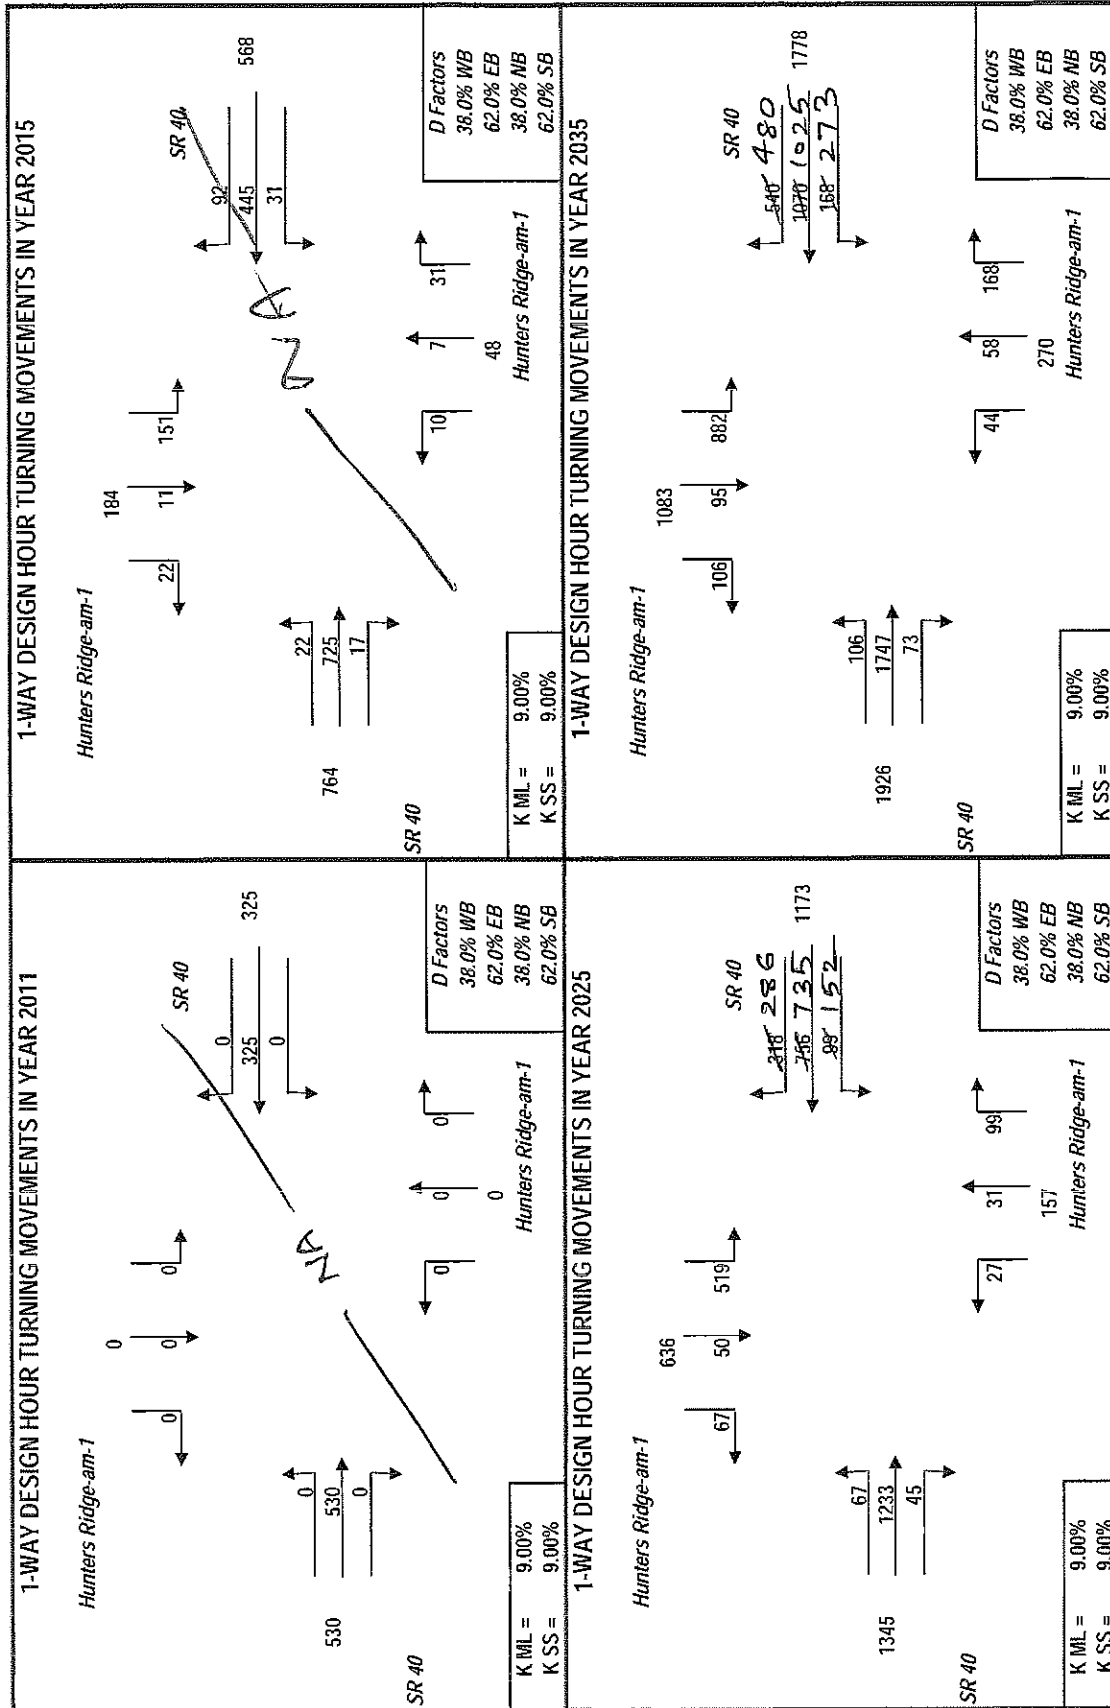 1-WAY DESIGN HOUR TURNING MOVEMENTS IN YEAR 2011
Hunters Ridge-am-1
0
0
0
0
SR 40
0
325
0
325
NA
530
0
530
0
SR 40
0
0
0
0
Hunters Ridge-am-1
K ML = 9.00%
K SS = 9.00%
D Factors
38.0% WB
62.0% EB
38.0% NB
62.0% SB
1-WAY DESIGN HOUR TURNING MOVEMENTS IN YEAR 2015
Hunters Ridge-am-1
184
22
11
151
SR 40
92
445
31
568
NA
764
22
725
17
SR 40
10
7
31
48
Hunters Ridge-am-1
K ML = 9.00%
K SS = 9.00%
D Factors
38.0% WB
62.0% EB
38.0% NB
62.0% SB
1-WAY DESIGN HOUR TURNING MOVEMENTS IN YEAR 2025
Hunters Ridge-am-1
636
67
50
519
SR 40
318 286
756 735
99 152
1173
1345
67
1233
45
SR 40
27
31
99
157
Hunters Ridge-am-1
K ML = 9.00%
K SS = 9.00%
D Factors
38.0% WB
62.0% EB
38.0% NB
62.0% SB
1-WAY DESIGN HOUR TURNING MOVEMENTS IN YEAR 2035
Hunters Ridge-am-1
1083
106
95
882
SR 40
540 480
1070 1025
168 273
1778
1926
106
1747
73
SR 40
44
58
168
270
Hunters Ridge-am-1
K ML = 9.00%
K SS = 9.00%
D Factors
38.0% WB
62.0% EB
38.0% NB
62.0% SB